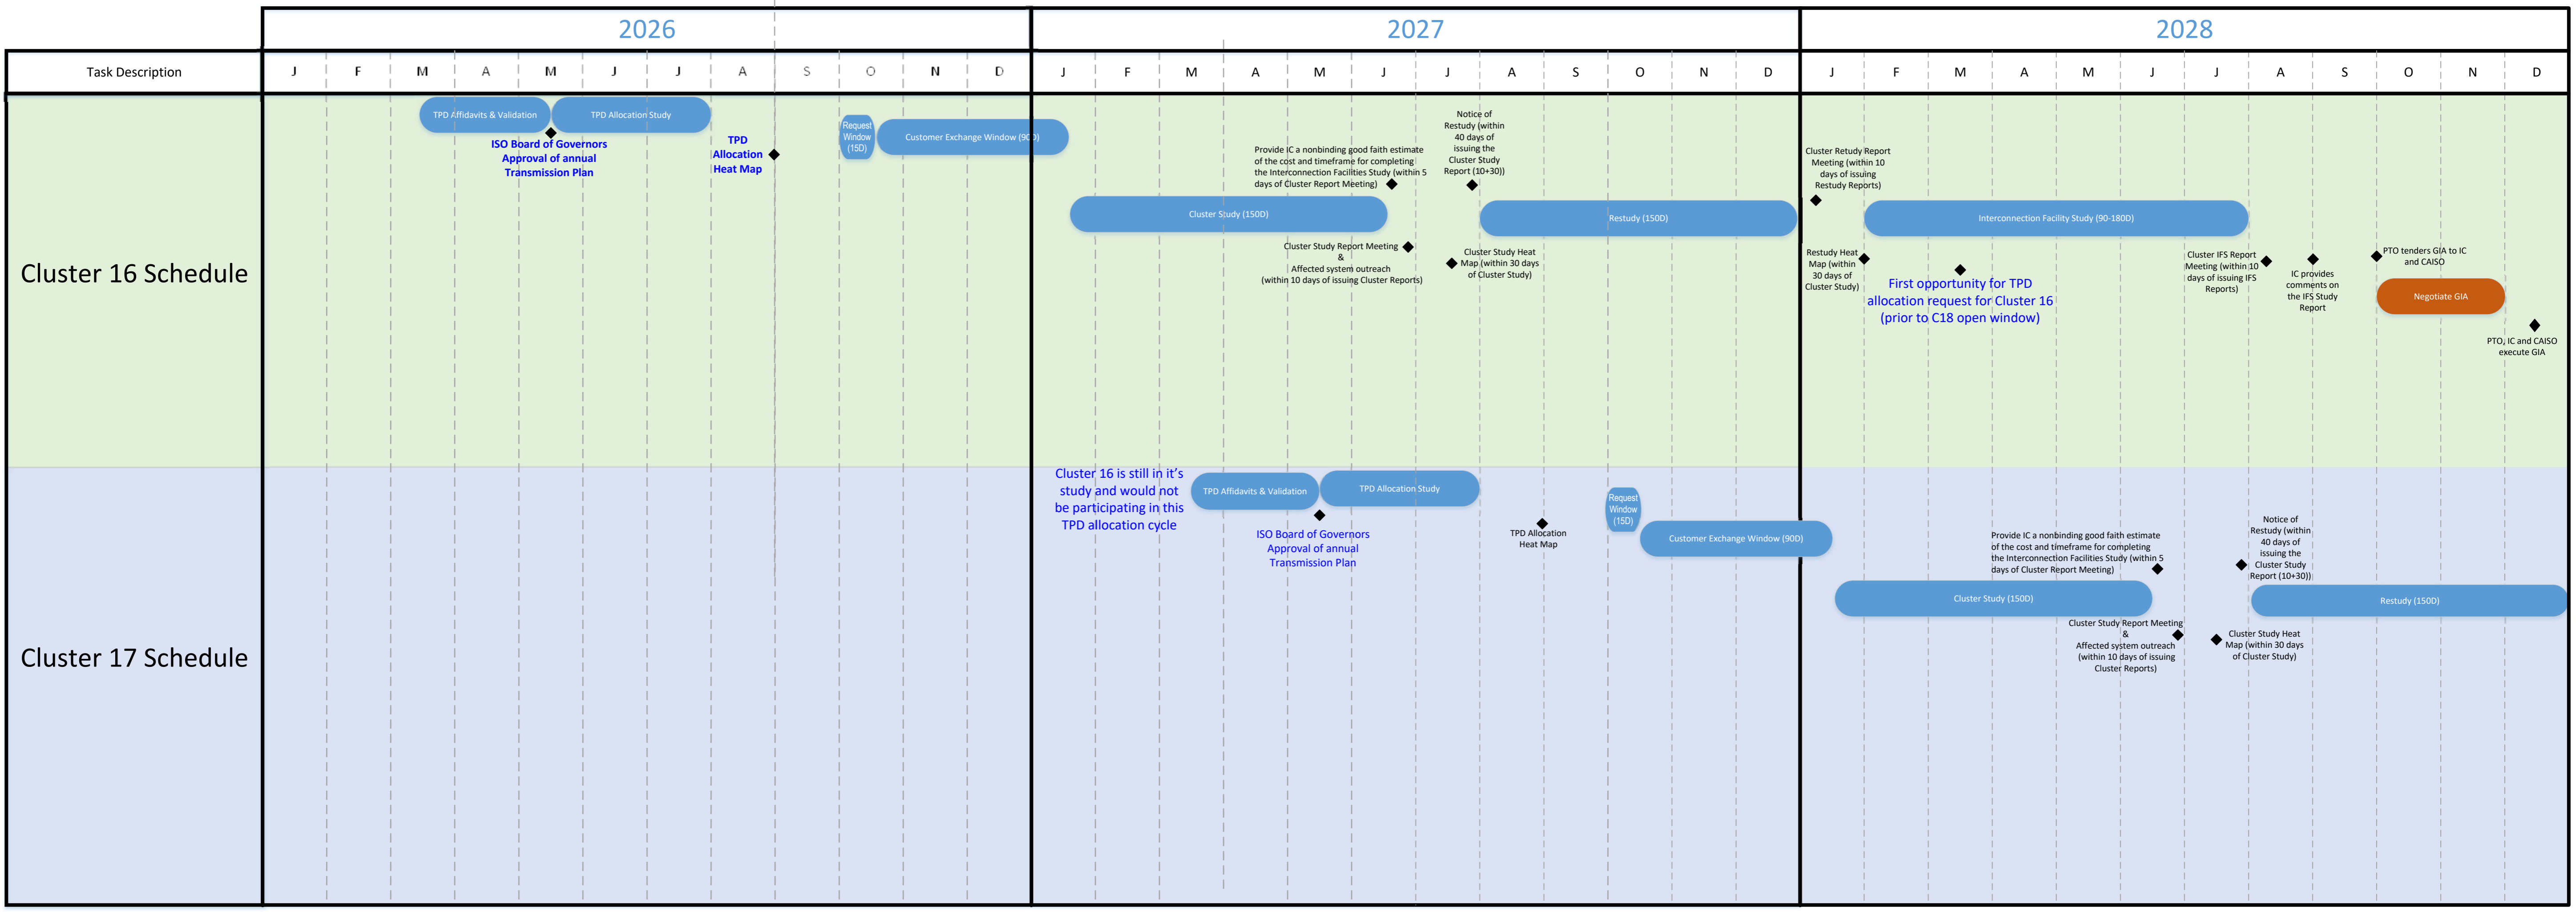 2026
2027
2028
Task Description
J F M A M J J A S O N D
J F M A M J J A S O N D
J F M A M J J A S O N D
Cluster 16 Schedule
TPD Affidavits & Validation
TPD Allocation Study
ISO Board of Governors
Approval of annual
Transmission Plan
TPD
Allocation
Heat Map
Request
Window
(15D)
Customer Exchange Window (90D)
Provide IC a nonbinding good faith estimate
of the cost and timeframe for completing
the Interconnection Facilities Study (within 5
days of Cluster Report Meeting)
Notice of
Restudy (within
40 days of
issuing the
Cluster Study
Report (10+30))
Cluster Study (150D)
Restudy (150D)
Cluster Study Report Meeting
&
Affected system outreach
(within 10 days of issuing Cluster Reports)
Cluster Study Heat
Map (within 30 days
of Cluster Study)
Cluster Retudy Report
Meeting (within 10
days of issuing
Restudy Reports)
Interconnection Facility Study (90-180D)
Restudy Heat
Map (within
30 days of
Cluster Study)
First opportunity for TPD
allocation request for Cluster 16
(prior to C18 open window)
Cluster IFS Report
Meeting (within 10
days of issuing IFS
Reports)
IC provides
comments on
the IFS Study
Report
PTO tenders GIA to IC
and CAISO
Negotiate GIA
PTO, IC and CAISO
execute GIA
Cluster 17 Schedule
Cluster 16 is still in it's
study and would not
be participating in this
TPD allocation cycle
TPD Affidavits & Validation
TPD Allocation Study
ISO Board of Governors
Approval of annual
Transmission Plan
TPD Allocation
Heat Map
Request
Window
(15D)
Customer Exchange Window (90D)
Provide IC a nonbinding good faith estimate
of the cost and timeframe for completing
the Interconnection Facilities Study (within 5
days of Cluster Report Meeting)
Notice of
Restudy (within
40 days of
issuing the
Cluster Study
Report (10+30))
Cluster Study (150D)
Restudy (150D)
Cluster Study Report Meeting
&
Affected system outreach
(within 10 days of issuing
Cluster Reports)
Cluster Study Heat
Map (within 30 days
of Cluster Study)